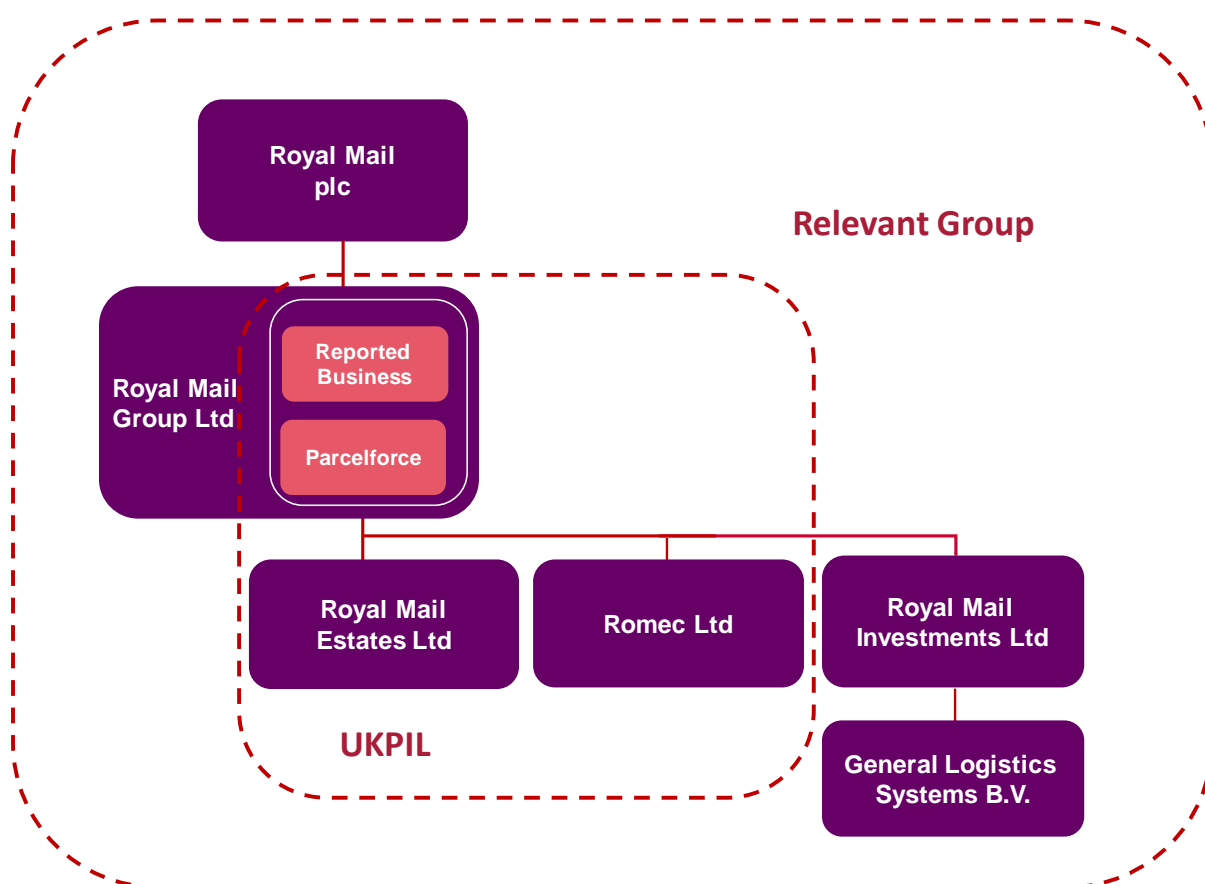 Royal Mail
plc
Relevant Group
Reported
Business
Royal Mail
Group Ltd
Parcelforce
Royal Mail
Estates Ltd
Romec Ltd
Royal Mail
Investments Ltd
UKPIL
General Logistics
Systems B.V.